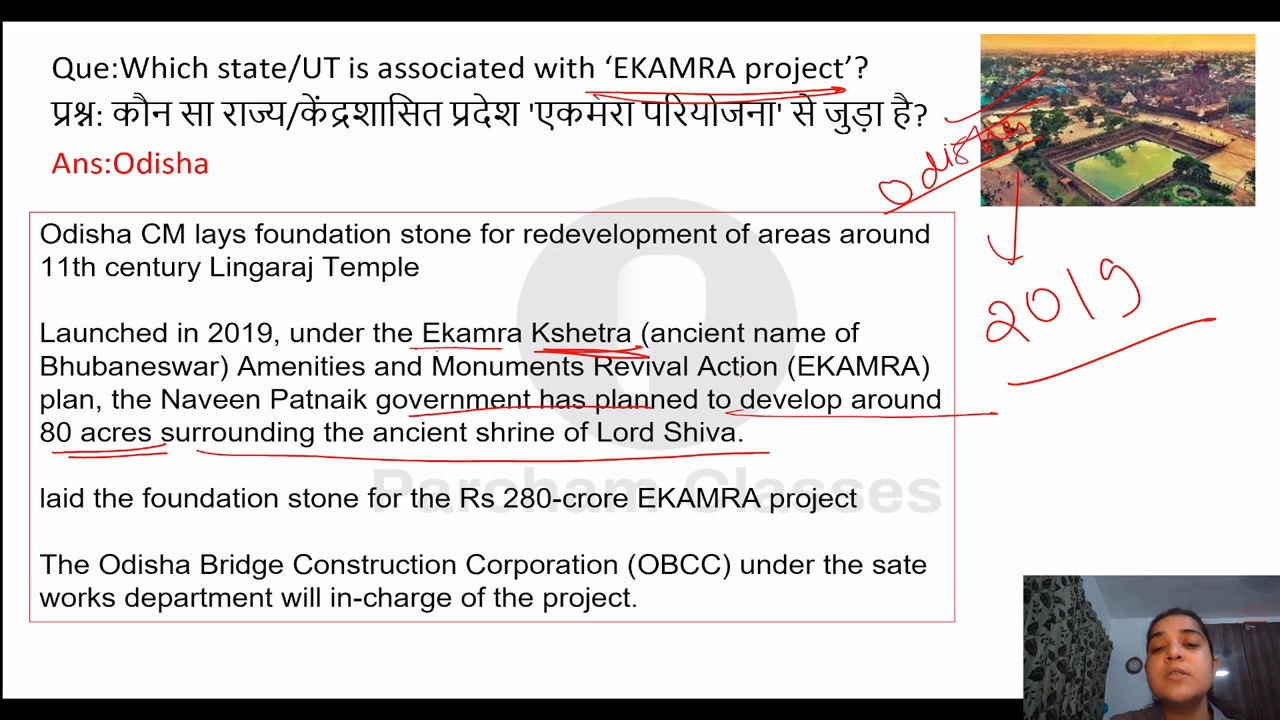 Que:Which state/UT is associated with ‘EKAMRA project’?
प्रश्न: कौन सा राज्य/केंद्रशासित प्रदेश 'एकमरा परियोजना' से जुड़ा है?
Ans:Odisha
Odisha
Odisha CM lays foundation stone for redevelopment of areas around
11th century Lingaraj Temple
2019
Launched in 2019, under the Ekamra Kshetra (ancient name of
Bhubaneswar) Amenities and Monuments Revival Action (EKAMRA)
plan, the Naveen Patnaik government has planned to develop around
80 acres surrounding the ancient shrine of Lord Shiva.
Parcham Classes
laid the foundation stone for the Rs 280-crore EKAMRA project
The Odisha Bridge Construction Corporation (OBCC) under the sate
works department will in-charge of the project.